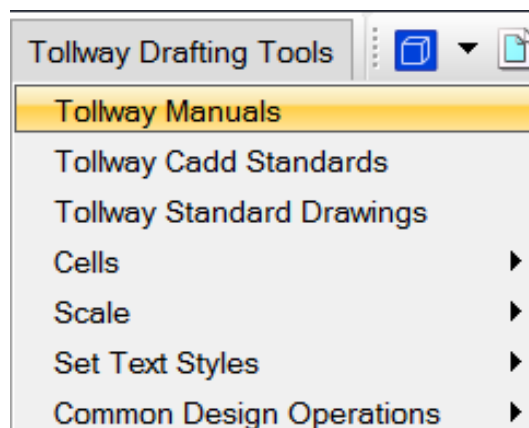 Tollway Drafting Tools
Tollway Manuals
Tollway Cadd Standards
Tollway Standard Drawings
Cells
Scale
Set Text Styles
Common Design Operations